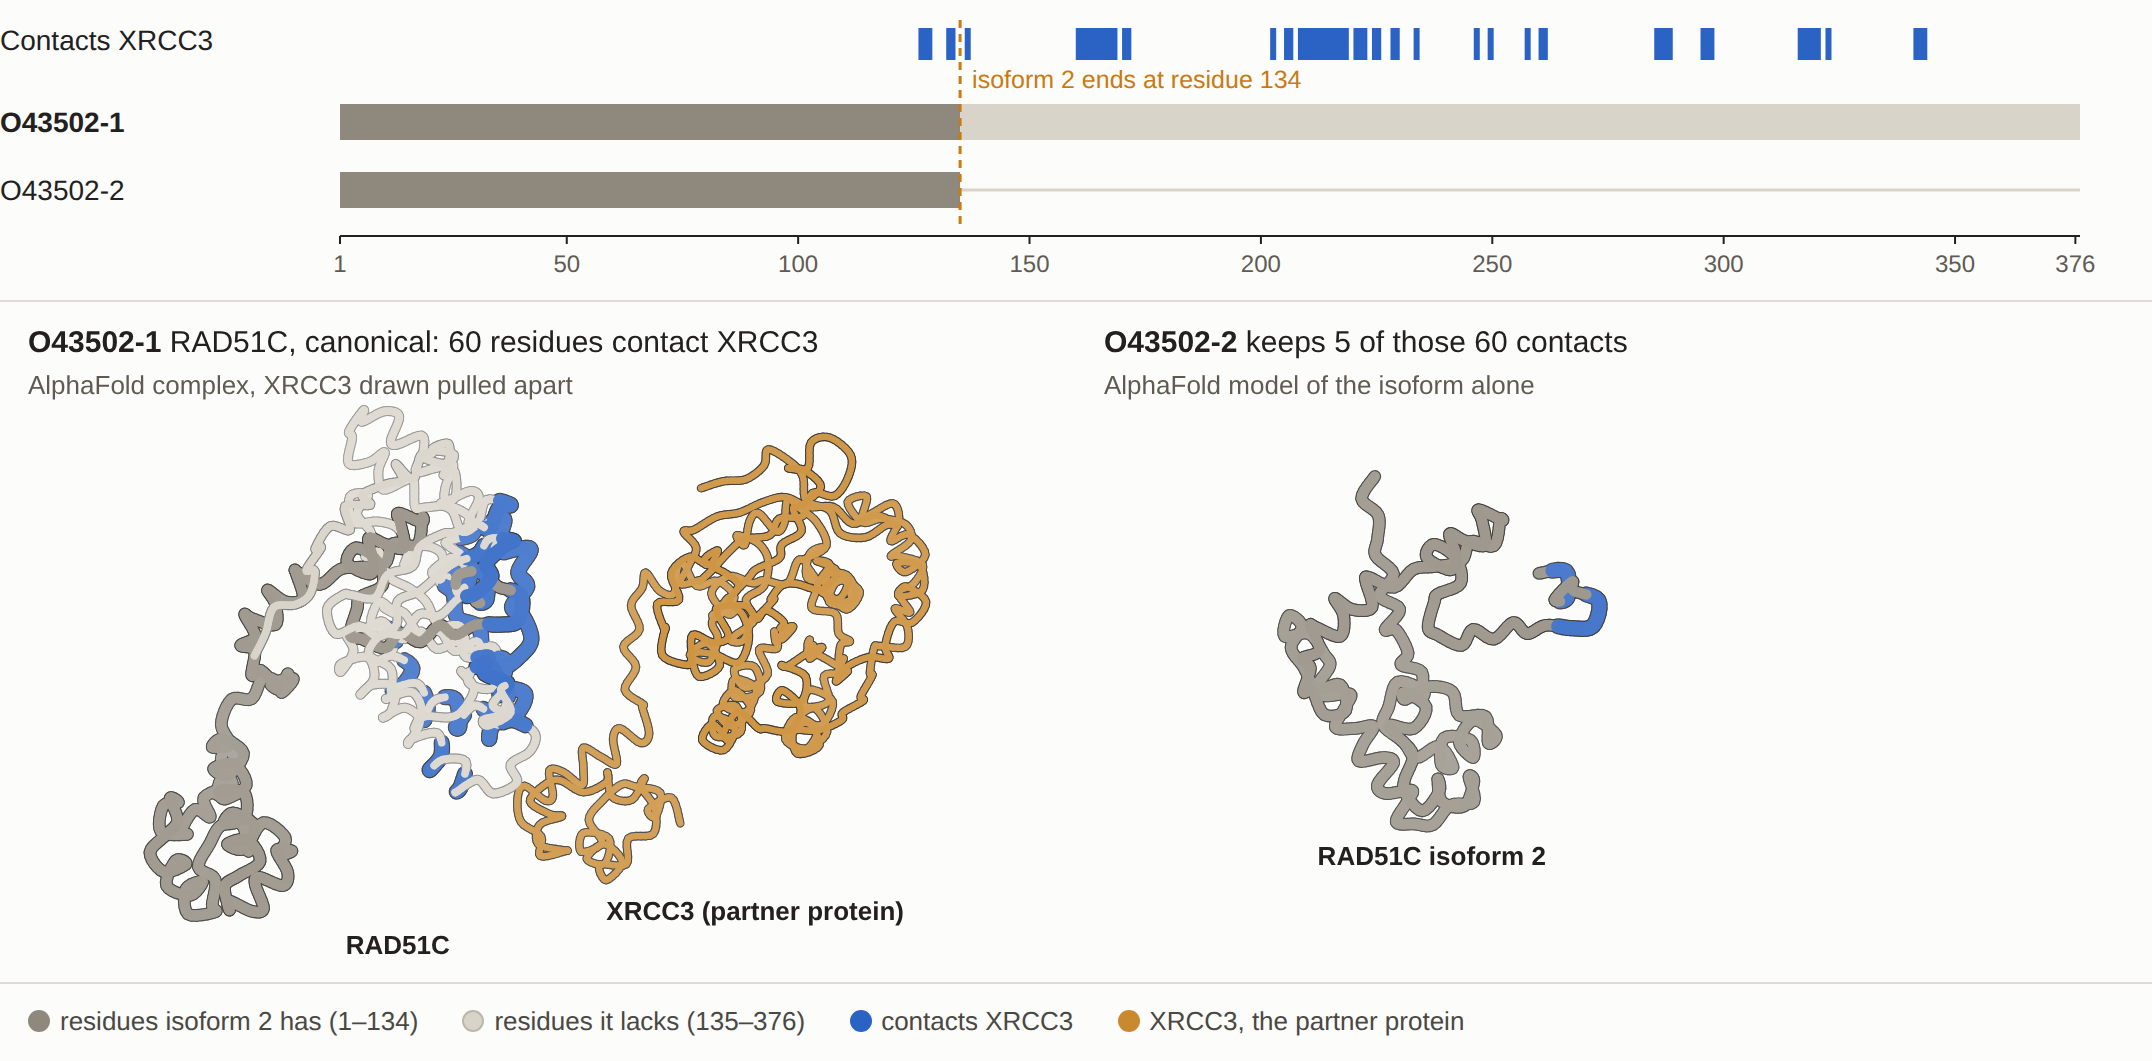 Contacts XRCC3
isoform 2 ends at residue 134
O43502-1
O43502-2
1 50 100 150 200 250 300 350 376
O43502-1 RAD51C, canonical: 60 residues contact XRCC3
AlphaFold complex, XRCC3 drawn pulled apart
O43502-2 keeps 5 of those 60 contacts
AlphaFold model of the isoform alone
RAD51C isoform 2
XRCC3 (partner protein)
RAD51C
residues isoform 2 has (1–134) residues it lacks (135–376) contacts XRCC3 XRCC3, the partner protein